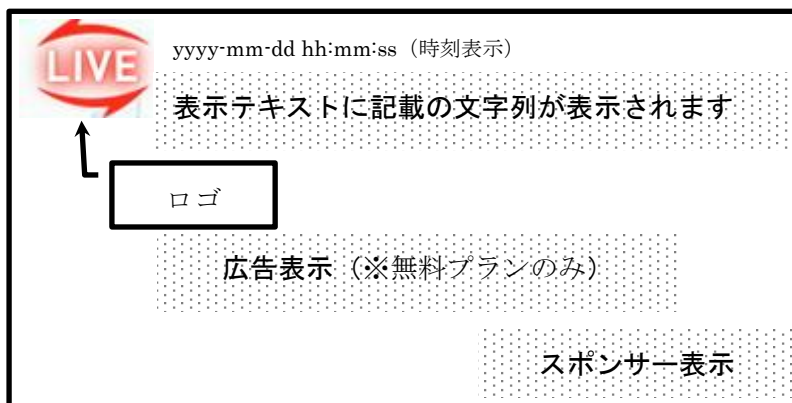 LIVE
yyyy-mm-dd hh:mm:ss（時刻表示）
表示テキストに記載の文字列が表示されます
ロゴ
広告表示（※無料プランのみ）
スポンサー表示